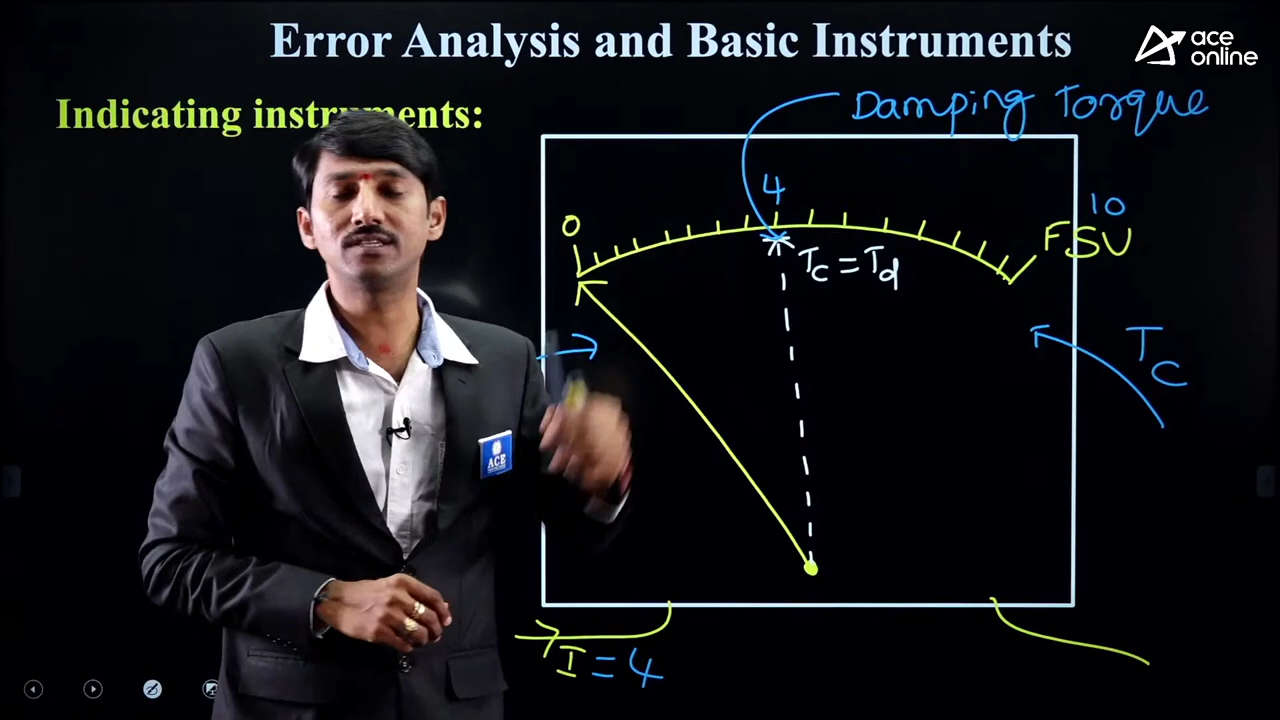 Error Analysis and Basic Instruments
ace
online
Indicating instruments:
Damping Torque
4
10
0
FSV
Tc = Td
Tc
ACE
I = 4